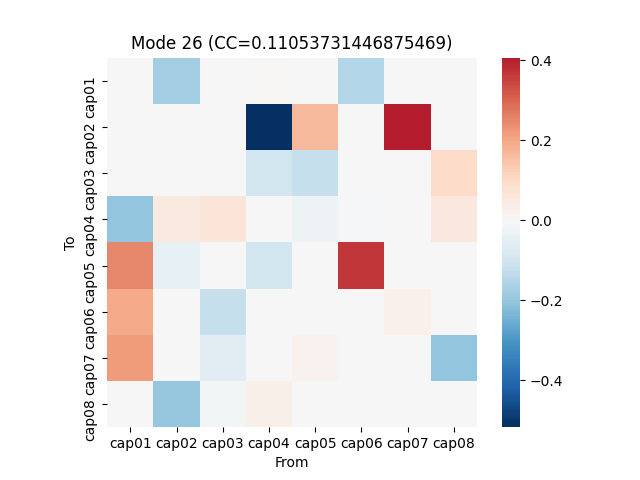 Mode 26 (CC=0.11053731446875469)
To
cap01
cap02
cap03
cap04
cap05
cap06
cap07
cap08
cap01 cap02 cap03 cap04 cap05 cap06 cap07 cap08
From
0.4
0.2
0.0
−0.2
−0.4